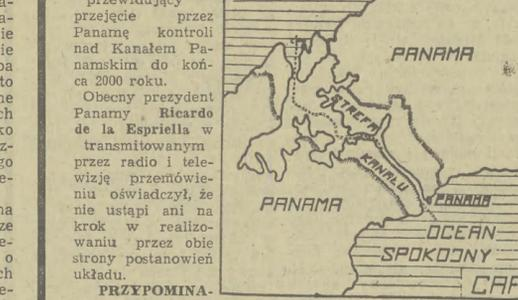 przewidujący
przejęcie przez
Panamę kontroli
nad Kanałem Pa-
namskim do koń-
ca 2000 roku.
Obecny prezydent
Panamy Ricardo
de la Espriella w
transmitowanym
przez radio i tele-
wizję przemówie-
niu oświadczył, że
nie ustąpi ani na
krok w realizo-
waniu przez obie
strony postanowień
układu.
PRZYPOMINA-
PANAMA
STREFA
KANAŁU
PANAMA
PANAMA
OCEAN
SPOKOJNY